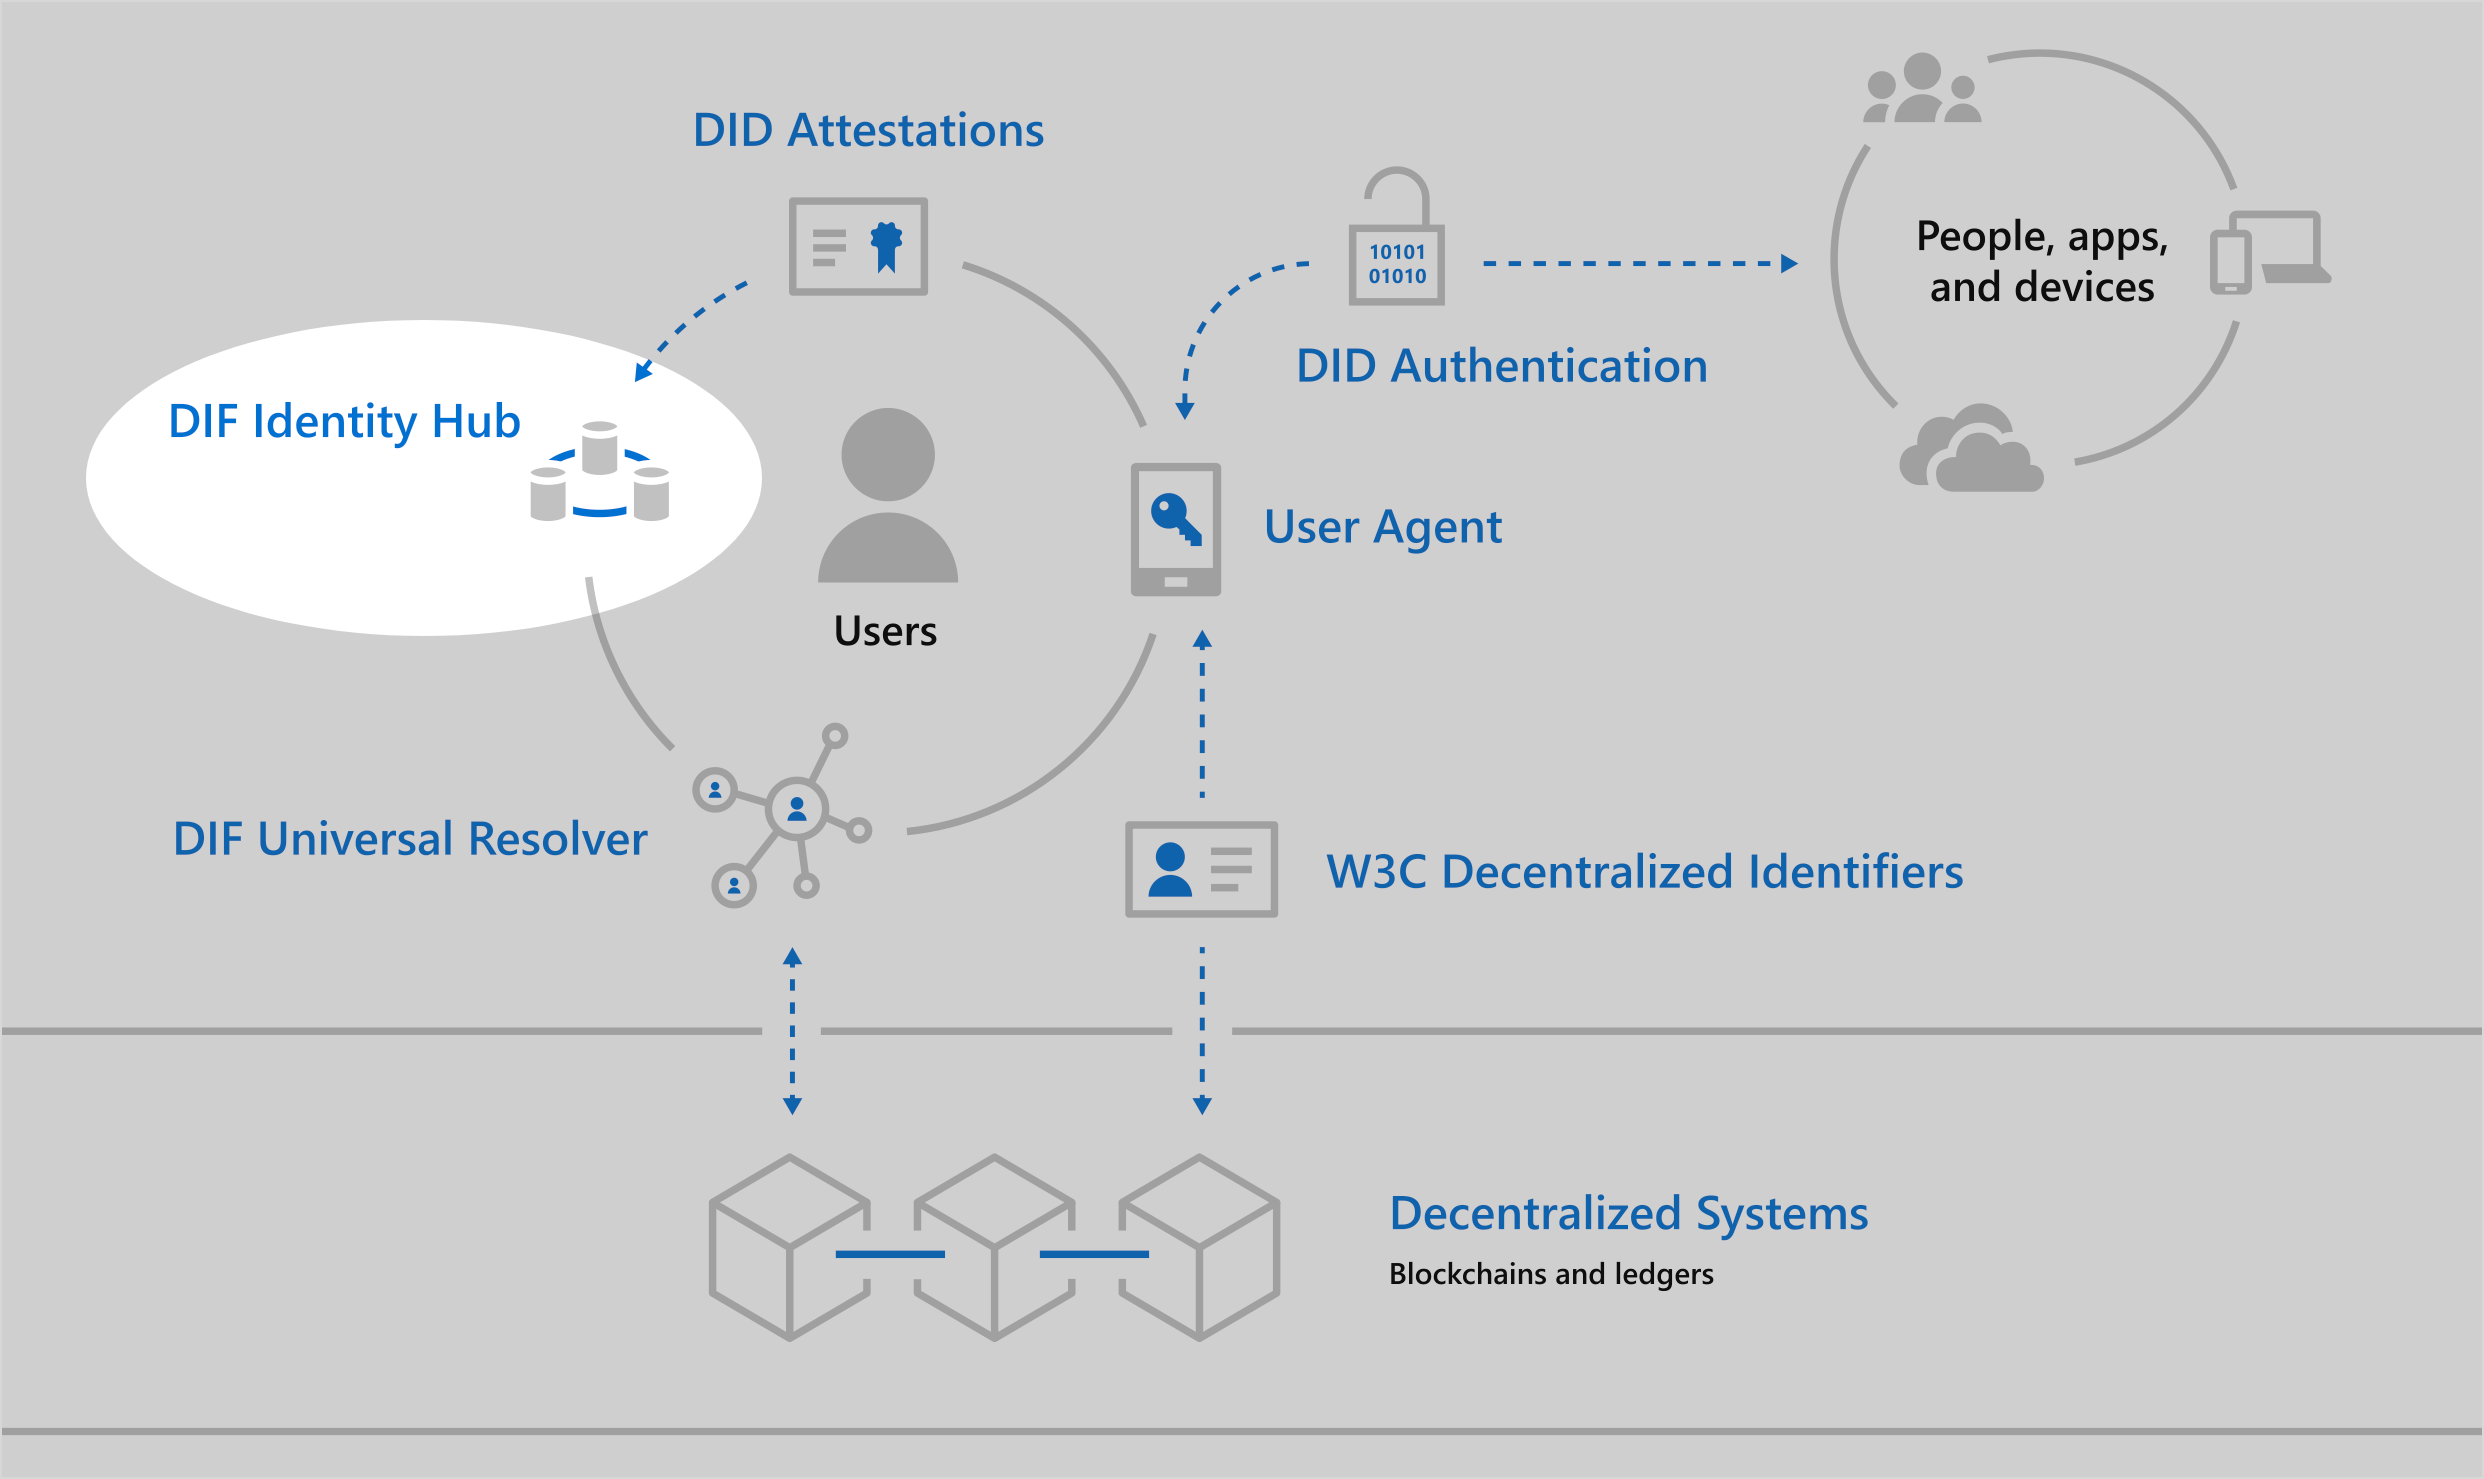 DID Attestations
People, apps,
and devices
10101
01010
DID Authentication
DIF Identity Hub
User Agent
Users
DIF Universal Resolver
W3C Decentralized Identifiers
Decentralized Systems
Blockchains and ledgers